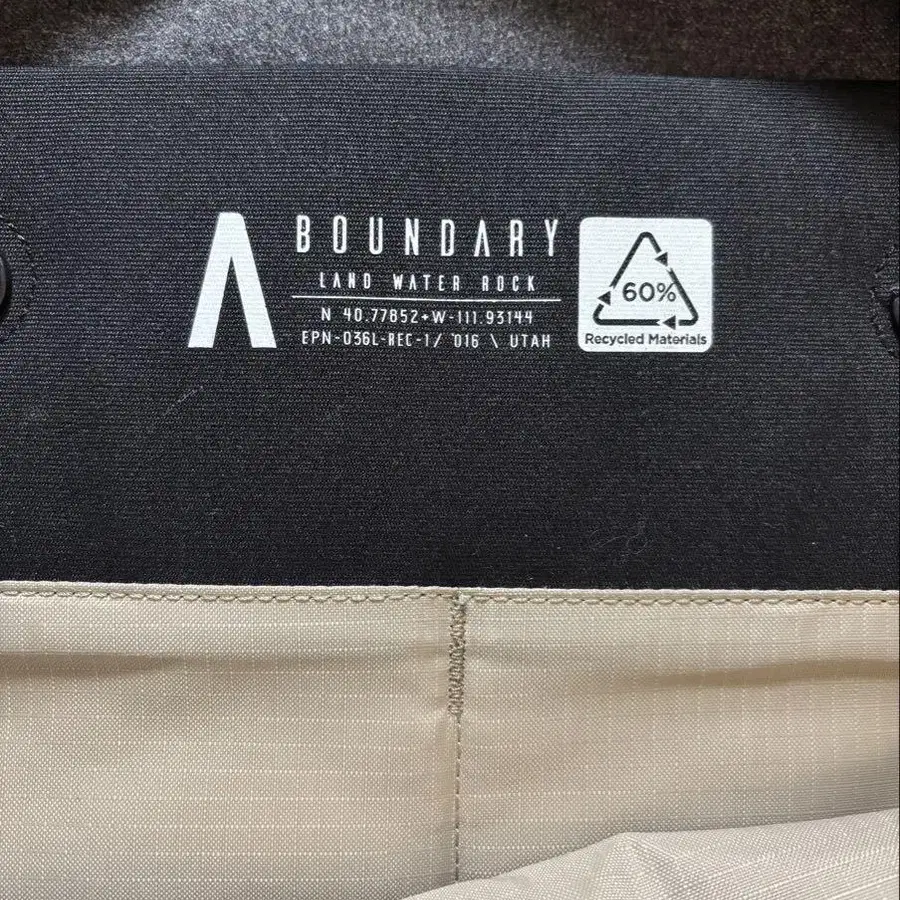 BOUNDARY
LAND WATER ROCK
N 40.77852+W-111.93144
EPN-036L-REC-1/ '016 \ UTAH
60%
Recycled Materials